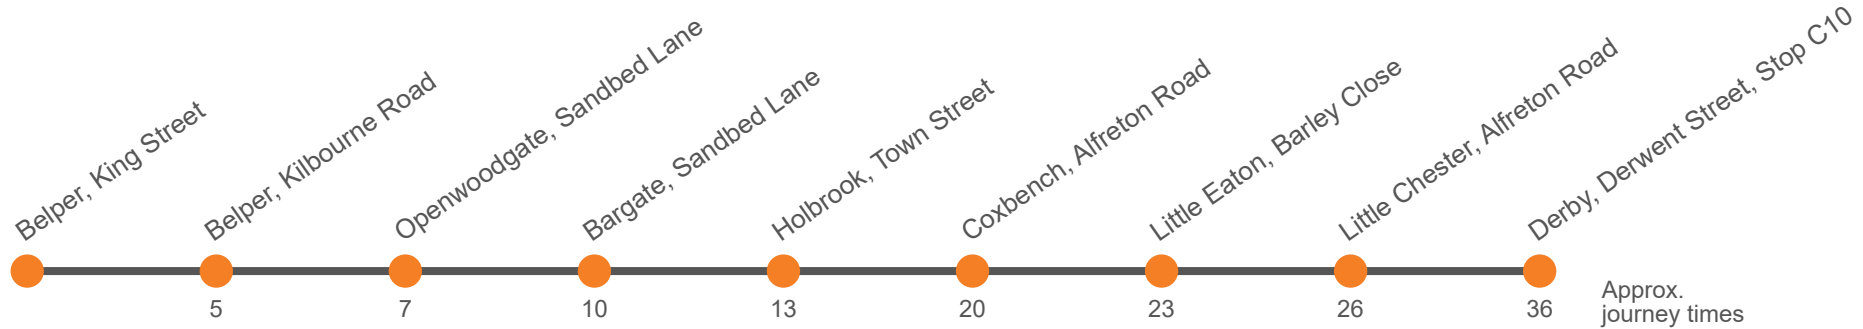 Belper, King Street
Belper, Kilbourne Road
Openwoodgate, Sandbed Lane
Bargate, Sandbed Lane
Holbrook, Town Street
Coxbench, Alfreton Road
Little Eaton, Barley Close
Little Chester, Alfreton Road
Derby, Derwent Street, Stop C10
5
7
10
13
20
23
26
36
Approx.
journey times